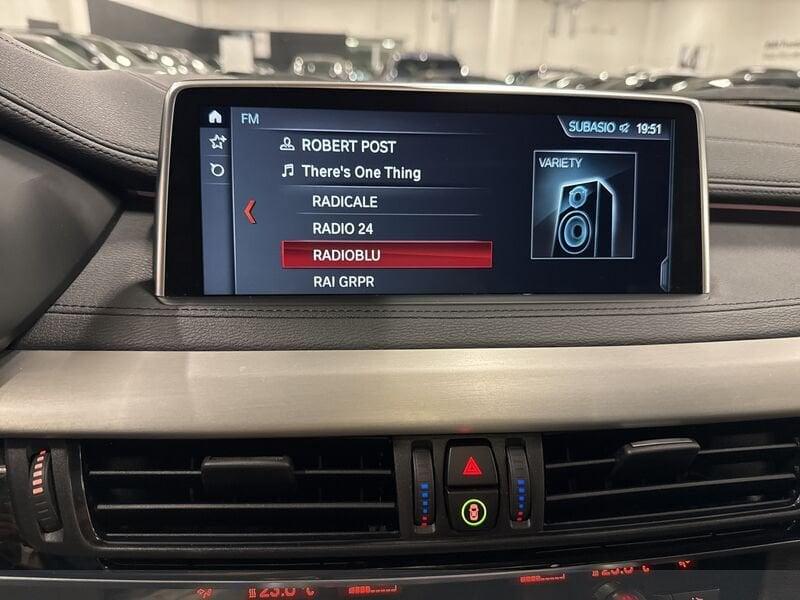 FM
SUBASIO 19:51
ROBERT POST
There's One Thing
VARIETY
RADICALE
RADIO 24
RADIOBLU
RAI GRPR